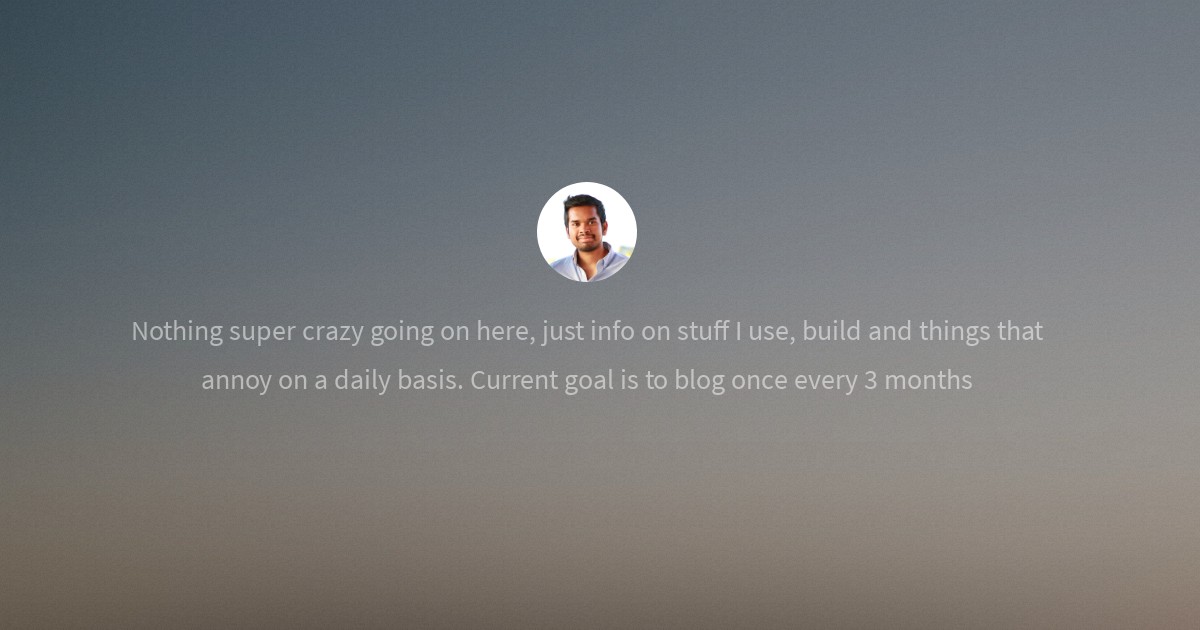 Nothing super crazy going on here, just info on stuff I use, build and things that
annoy on a daily basis. Current goal is to blog once every 3 months